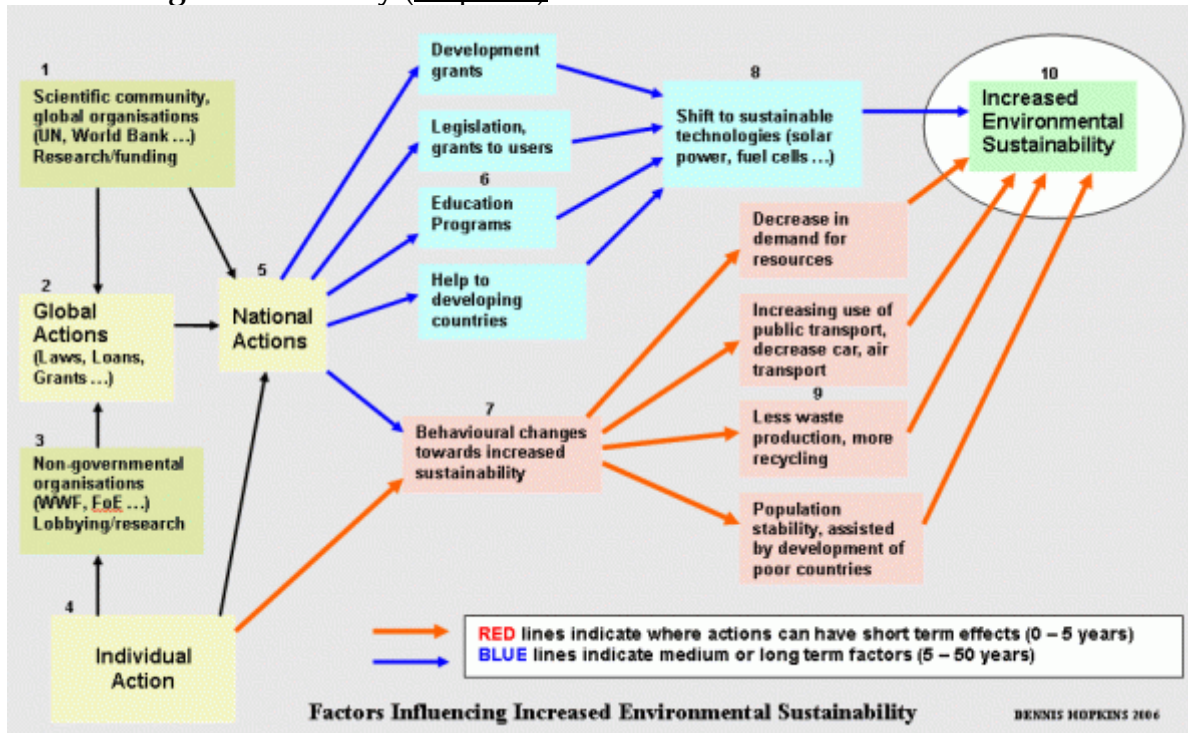 1
Scientific community,
global organisations
(UN, World Bank ...)
Research/funding
2
Global
Actions
(Laws, Loans,
Grants ...)
3
Non-governmental
organisations
(WWF, FoE ...)
Lobbying/research
4
Individual
Action
5
National
Actions
Development
grants
Legislation,
grants to users
6
Education
Programs
Help to
developing
countries
7
Behavioural changes
towards increased
sustainability
8
Shift to sustainable
technologies (solar
power, fuel cells ...)
Decrease in
demand for
resources
Increasing use of
public transport,
decrease car, air
transport
9
Less waste
production, more
recycling
Population
stability, assisted
by development of
poor countries
10
Increased
Environmental
Sustainability
RED lines indicate where actions can have short term effects (0 – 5 years)
BLUE lines indicate medium or long term factors (5 – 50 years)
Factors Influencing Increased Environmental Sustainability
DENNIS HOPKINS 2006